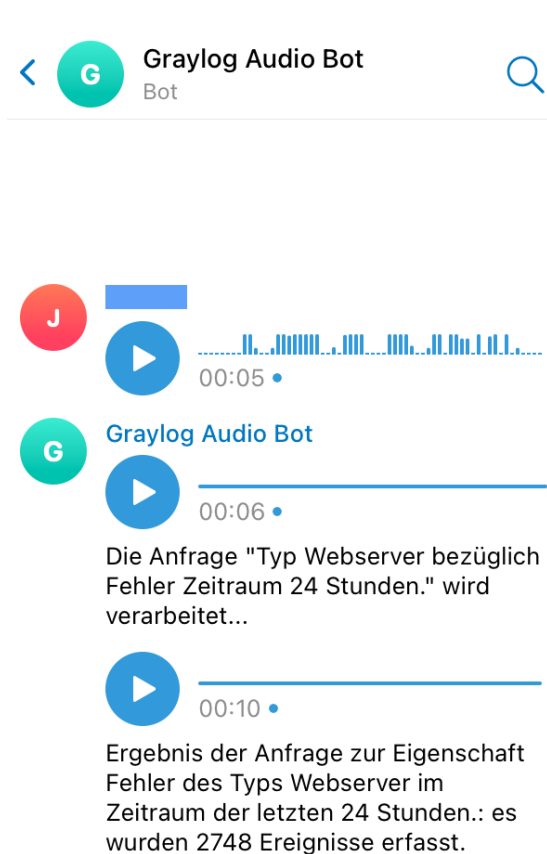 Graylog Audio Bot
G
Bot
J
00:05
G
Graylog Audio Bot
00:06
Die Anfrage "Typ Webserver bezüglich
Fehler Zeitraum 24 Stunden." wird
verarbeitet...
00:10
Ergebnis der Anfrage zur Eigenschaft
Fehler des Typs Webserver im
Zeitraum der letzten 24 Stunden.: es
wurden 2748 Ereignisse erfasst.